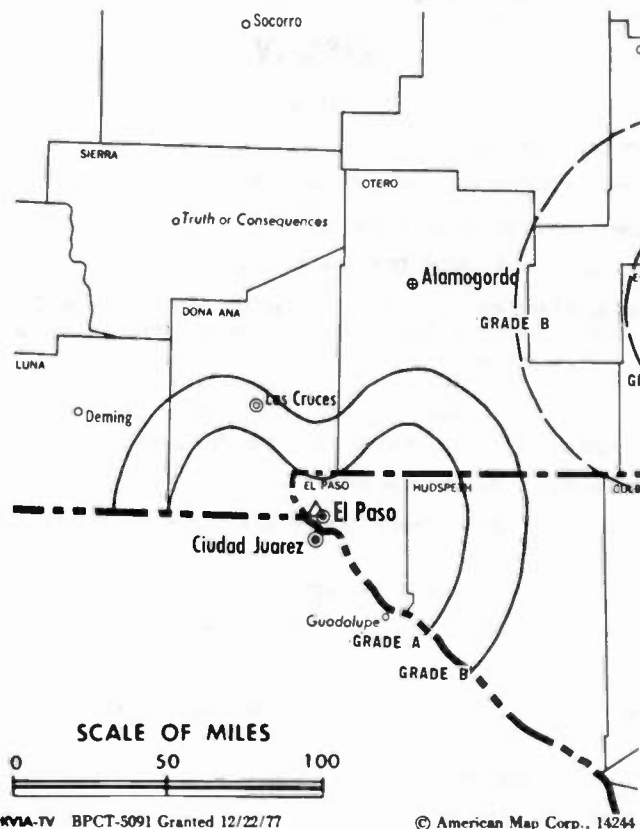 Socorro
SIERRA
OTERO
Truth or Consequences
Alamogordo
DONA ANA
GRADE B
LUNA
Las Cruces
Deming
EL PASO
HUDSPETH
El Paso
Ciudad Juarez
Guadalupe
GRADE A
GRADE B
SCALE OF MILES
0 50 100
KVIA-TV BPCT-5091 Granted 12/22/77
© American Map Corp., 14244